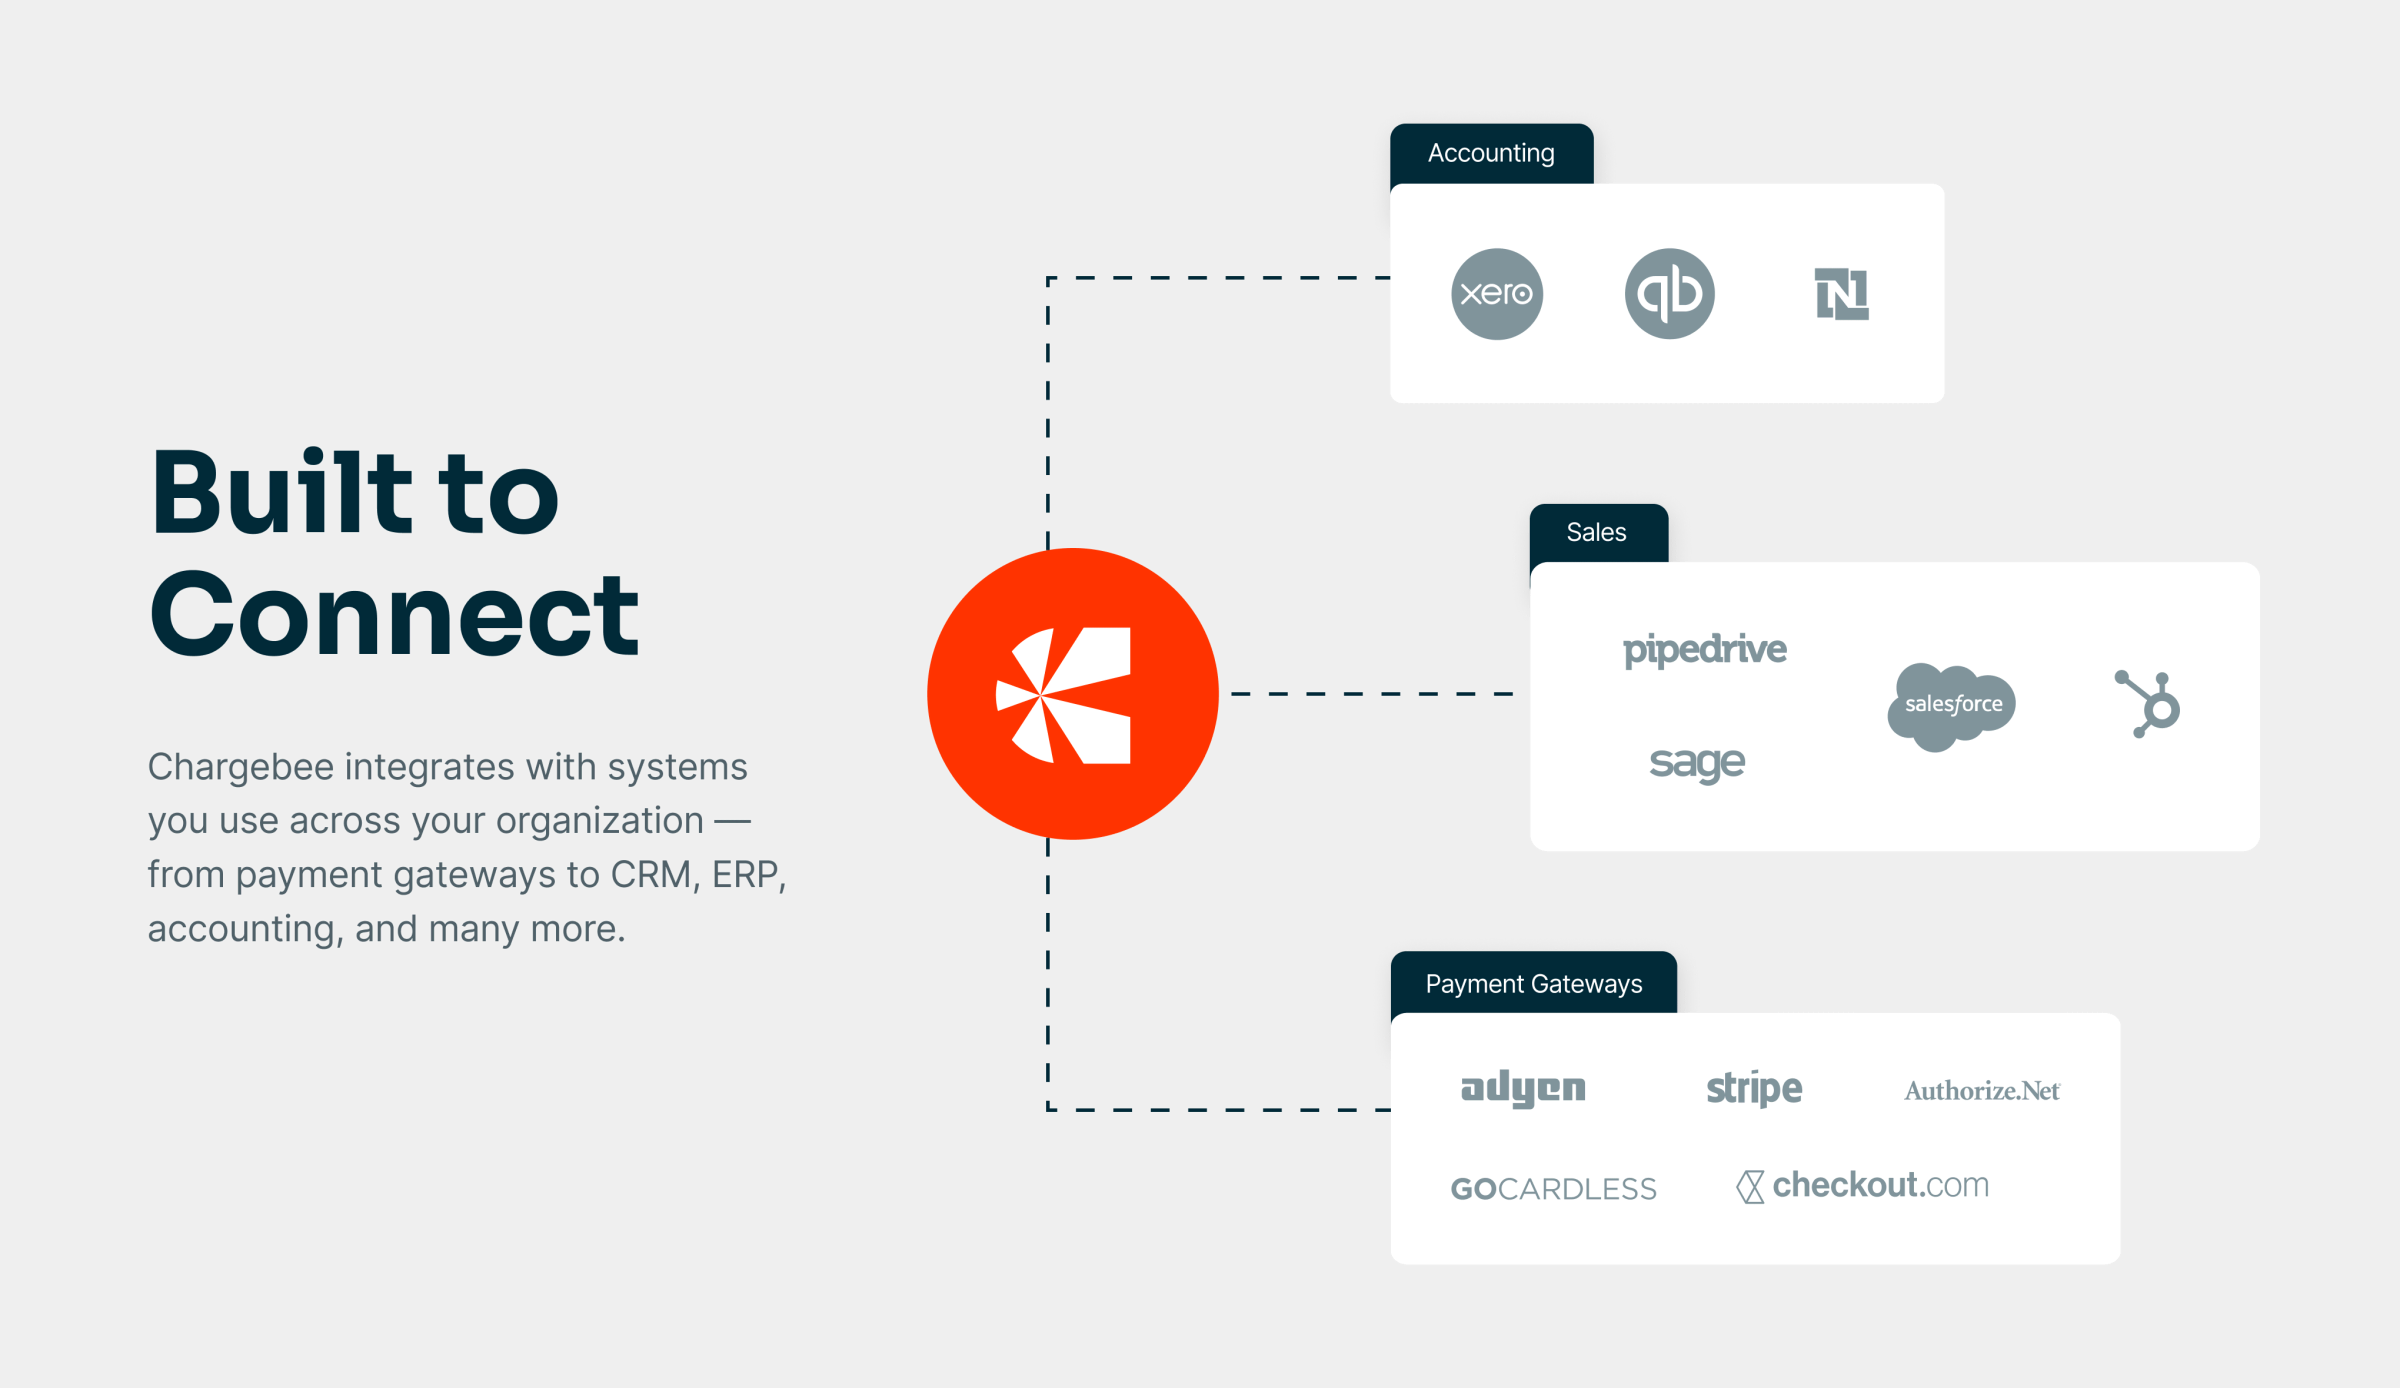 Built to
Connect
Chargebee integrates with systems
you use across your organization —
from payment gateways to CRM, ERP,
accounting, and many more.
Accounting
xero
qb
N
Sales
pipedrive
salesforce
sage
Payment Gateways
adyen
stripe
Authorize.Net
GOCARDLESS
checkout.com